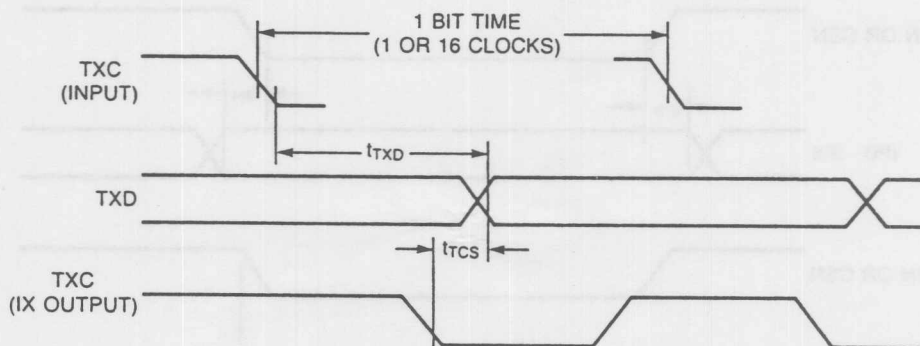 1 BIT TIME
(1 OR 16 CLOCKS)
TXC
(INPUT)
tTXD
TXD
tTCS
TXC
(IX OUTPUT)